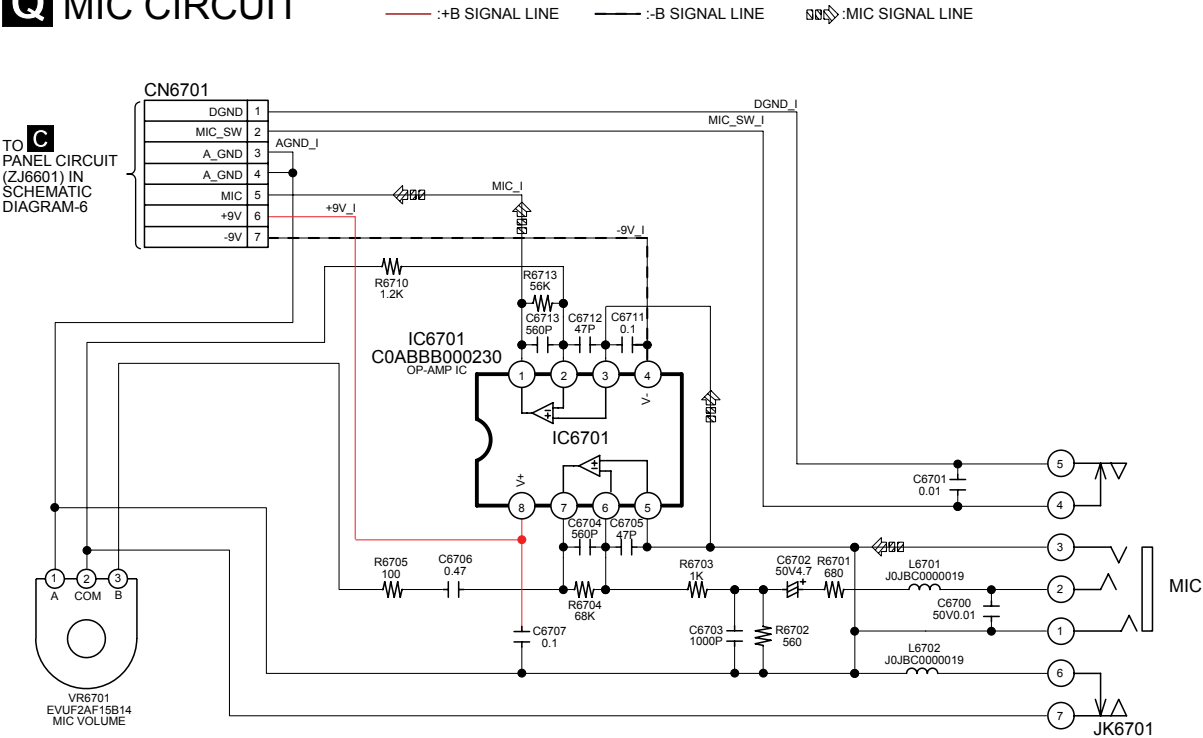 Q MIC CIRCUIT
:+B SIGNAL LINE
:-B SIGNAL LINE
:MIC SIGNAL LINE
CN6701
TO C
PANEL CIRCUIT
(ZJ6601) IN
SCHEMATIC
DIAGRAM-6
DGND 1
MIC_SW 2
A_GND 3
A_GND 4
MIC 5
+9V 6
-9V 7
DGND_I
MIC_SW_I
AGND_I
MIC_I
+9V_I
-9V_I
R6710
1.2K
R6713
56K
C6713
560P
C6712
47P
C6711
0.1
IC6701
C0ABBB000230
OP-AMP IC
1
2
3
4
V-
IC6701
V+
8
7
6
5
C6704
560P
C6705
47P
R6705
100
C6706
0.47
R6704
68K
R6703
1K
C6702
50V4.7
+
R6701
680
L6701
J0JBC0000019
C6700
50V0.01
C6701
0.01
C6707
0.1
C6703
1000P
R6702
560
L6702
J0JBC0000019
5
4
3
2
1
6
7
MIC
JK6701
1
2
3
A
COM
B
VR6701
EVUF2AF15B14
MIC VOLUME